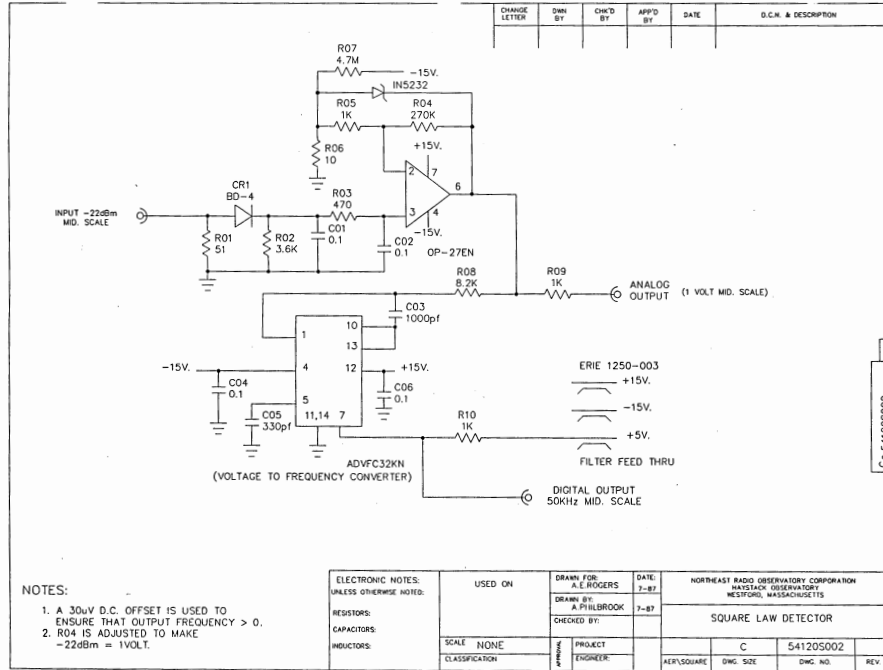 CHANGE LETTER
DWN BY
CHK'D BY
APP'D BY
DATE
D.C.N. & DESCRIPTION
R07
4.7M
-15V.
IN5232
R05
1K
R04
270K
R06
10
+15V.
2
7
6
3
4
-15V.
OP-27EN
CR1
BD-4
R03
470
INPUT -22dBm
MID. SCALE
R01
51
R02
3.6K
C01
0.1
C02
0.1
R08
8.2K
R09
1K
ANALOG
OUTPUT
(1 VOLT MID. SCALE)
C03
1000pf
1
10
13
-15V.
4
12
+15V.
C04
0.1
5
C06
0.1
C05
330pf
11,14
7
ERIE 1250-003
+15V.
-15V.
+5V.
R10
1K
FILTER FEED THRU
ADVFC32KN
(VOLTAGE TO FREQUENCY CONVERTER)
DIGITAL OUTPUT
50KHz MID. SCALE
NOTES:
1. A 30uV D.C. OFFSET IS USED TO
ENSURE THAT OUTPUT FREQUENCY > 0.
2. R04 IS ADJUSTED TO MAKE
-22dBm = 1VOLT.
ELECTRONIC NOTES:
UNLESS OTHERWISE NOTED:
RESISTORS:
CAPACITORS:
INDUCTORS:
USED ON
SCALE NONE
CLASSIFICATION
DRAWN FOR:
A.E.ROGERS
DATE:
7-87
DRAWN BY:
A.PHILBROOK
7-87
CHECKED BY:
APPROVAL
PROJECT
ENGINEER:
NORTHEAST RADIO OBSERVATORY CORPORATION
HAYSTACK OBSERVATORY
WESTFORD, MASSACHUSETTS
SQUARE LAW DETECTOR
C
54120S002
AER\SQUARE
DWG. SIZE
DWG. NO.
REV.